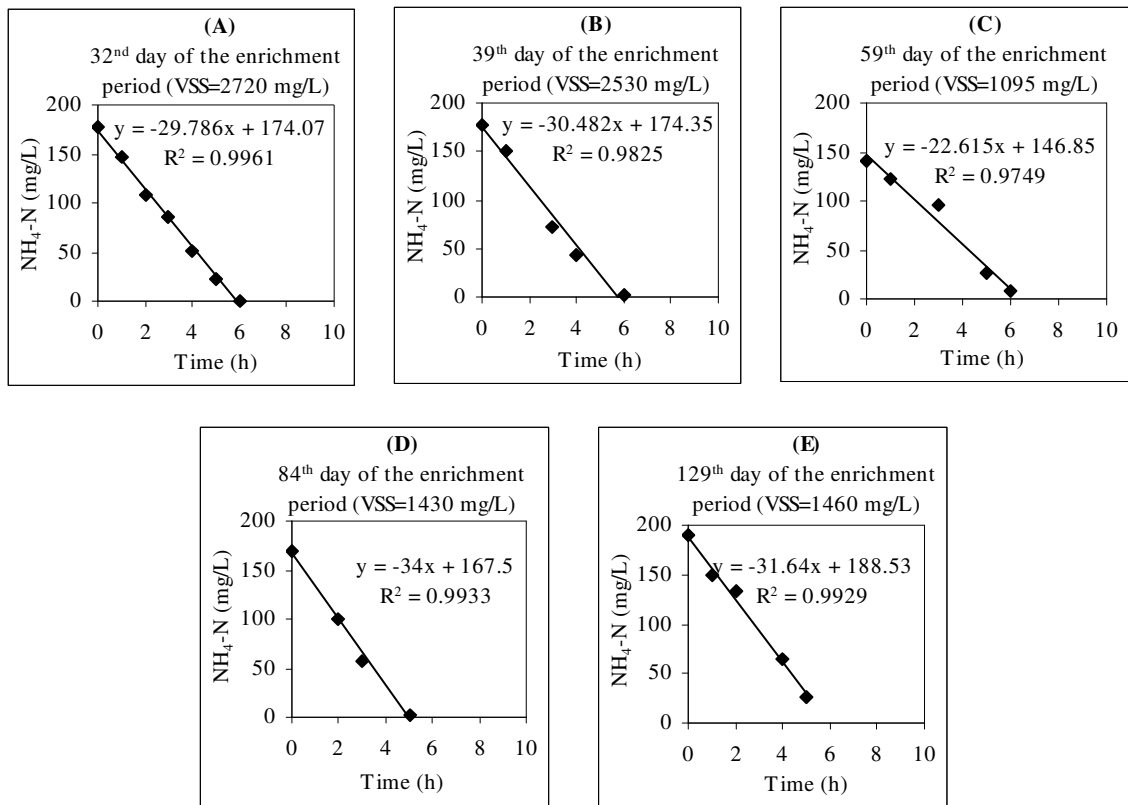 (A)
32nd day of the enrichment
period (VSS=2720 mg/L)
200
150
100
50
0
NH4-N (mg/L)
y = -29.786x + 174.07
R2 = 0.9961
0 2 4 6 8 10
Time (h)
(B)
39th day of the enrichment
period (VSS=2530 mg/L)
200
150
100
50
0
NH4-N (mg/L)
y = -30.482x + 174.35
R2 = 0.9825
0 2 4 6 8 10
Time (h)
(C)
59th day of the enrichment
period (VSS=1095 mg/L)
200
150
100
50
0
NH4-N (mg/L)
y = -22.615x + 146.85
R2 = 0.9749
0 2 4 6 8 10
Time (h)
(D)
84th day of the enrichment
period (VSS=1430 mg/L)
200
150
100
50
0
NH4-N (mg/L)
y = -34x + 167.5
R2 = 0.9933
0 2 4 6 8 10
Time (h)
(E)
129th day of the enrichment
period (VSS=1460 mg/L)
200
150
100
50
0
NH4-N (mg/L)
y = -31.64x + 188.53
R2 = 0.9929
0 2 4 6 8 10
Time (h)